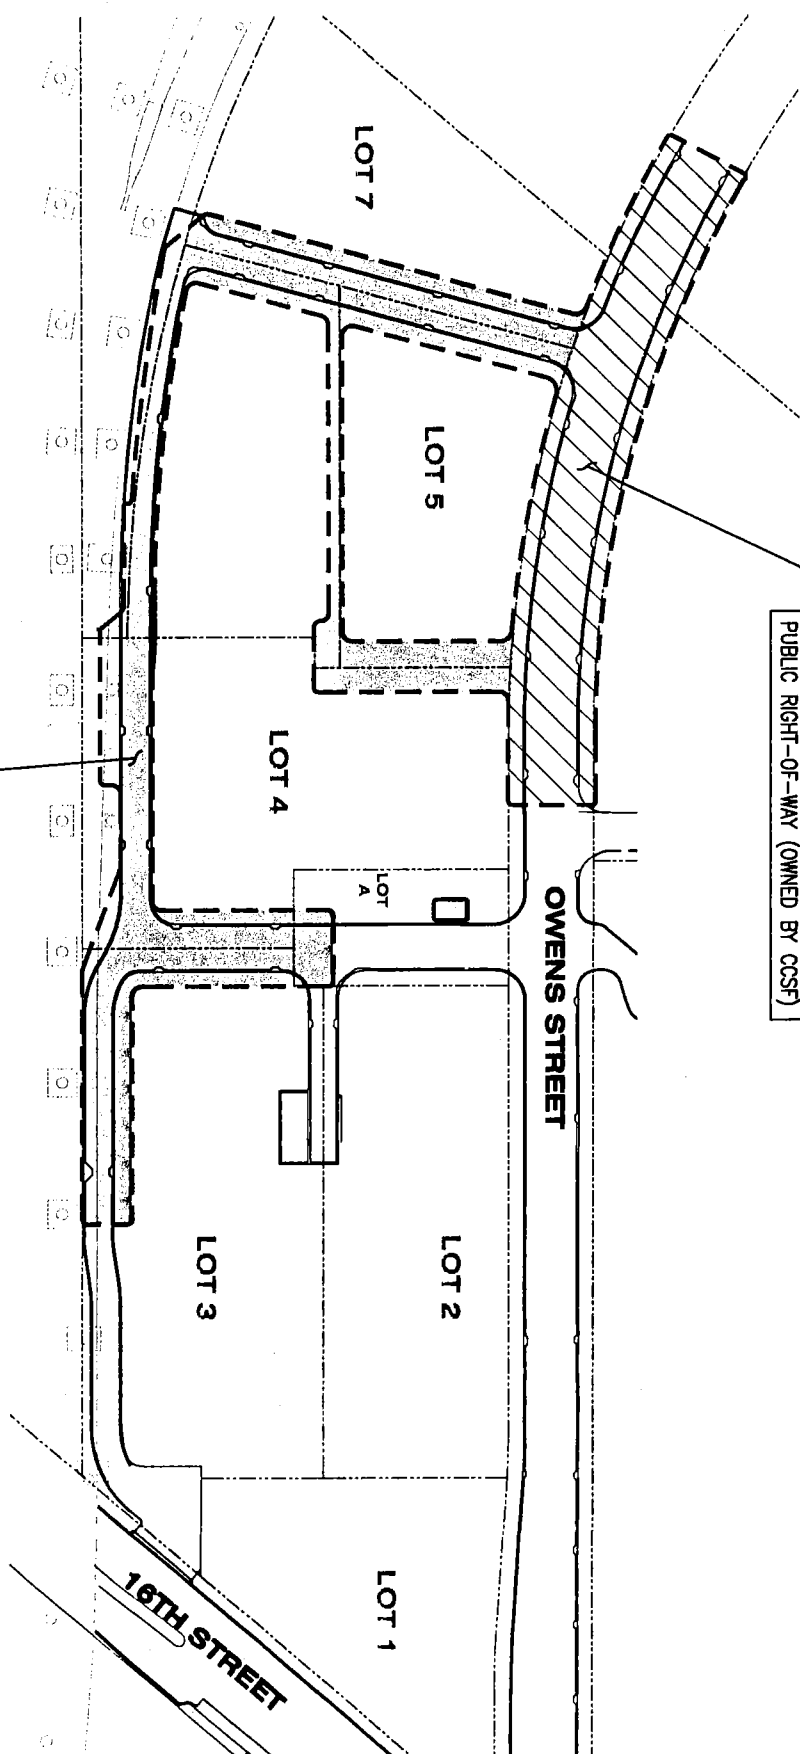 LOT 7
LOT 5
PUBLIC RIGHT-OF-WAY (OWNED BY CCSF)
LOT 4
LOT
A
OWENS STREET
LOT 3
LOT 2
LOT 1
16TH STREET